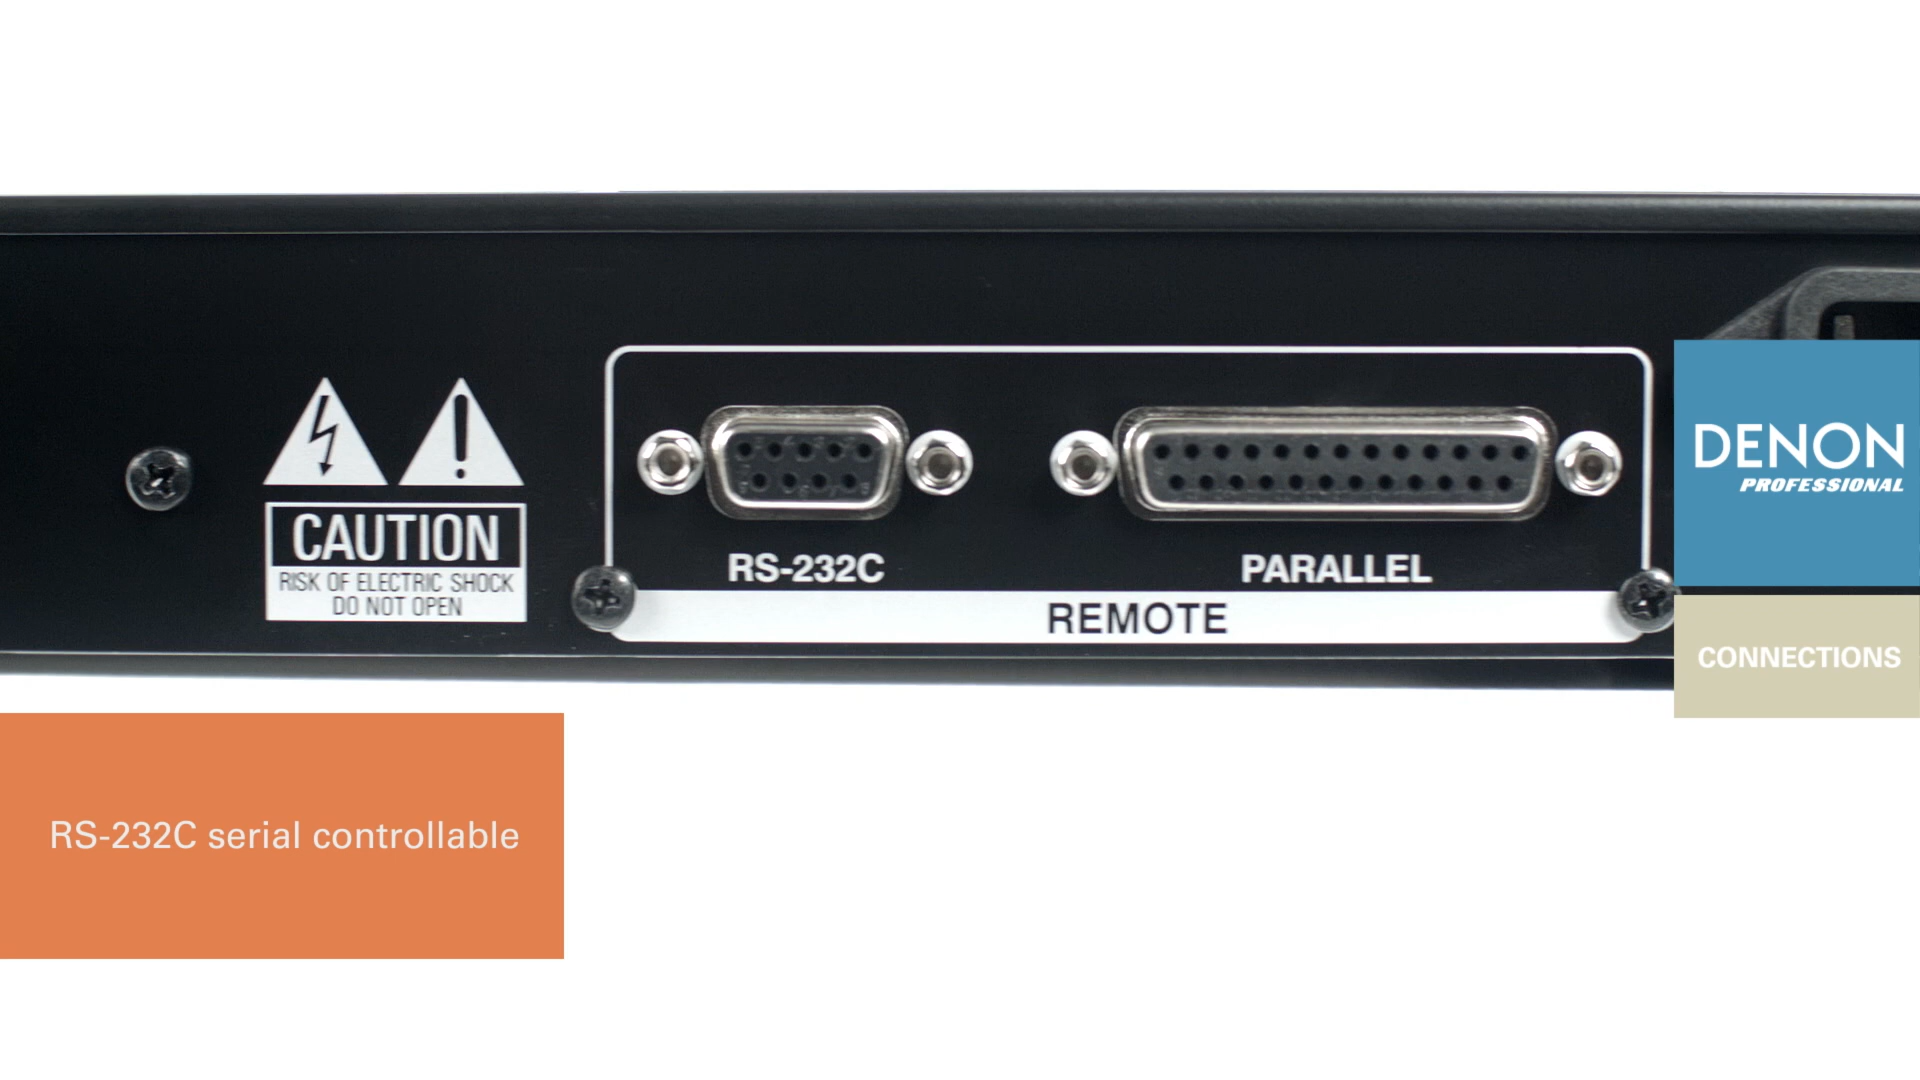 RS-232C
PARALLEL
REMOTE
CAUTION
RISK OF ELECTRIC SHOCK
DO NOT OPEN
DENON
PROFESSIONAL
CONNECTIONS
RS-232C serial controllable